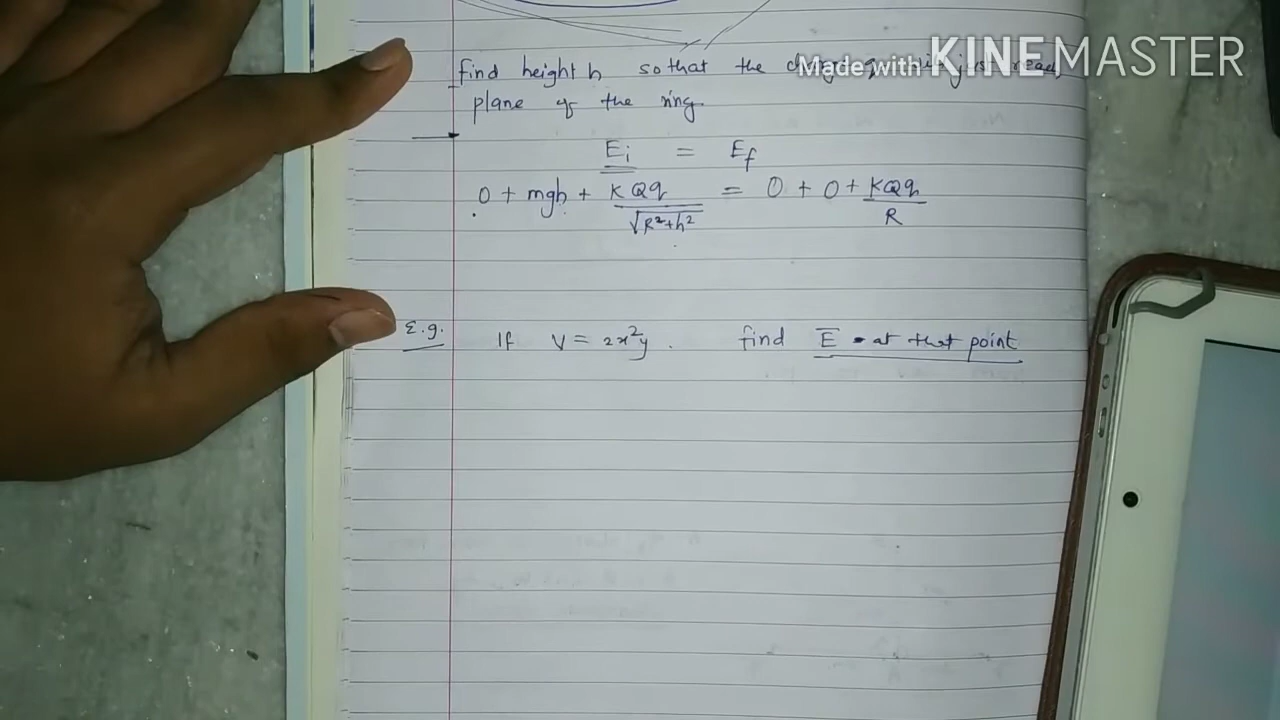 find height h so that the
Made with KINEMASTER
plane of the ring
Ei = Ef
0 + mgh + KQq/√R²+h² = 0 + 0 + KQq/R
E.g. If V = 2x²y. find E at that point